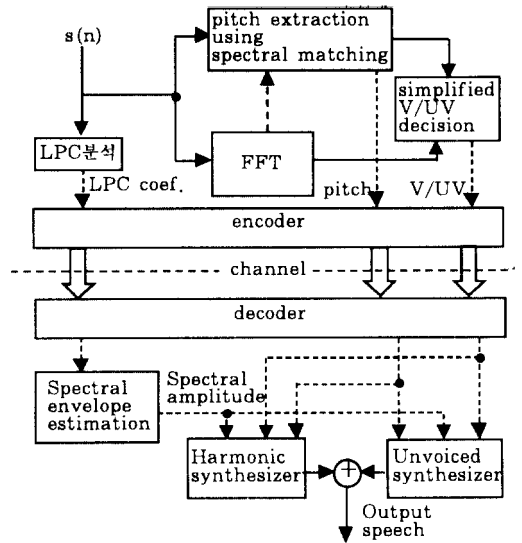 pitch extraction
using
spectral matching
s(n)
simplified
V/UV
decision
LPC분석
FFT
LPC coef.
pitch
V/UV
encoder
channel
decoder
Spectral
envelope
estimation
Spectral
amplitude
Harmonic
synthesizer
+
Unvoiced
synthesizer
Output
speech